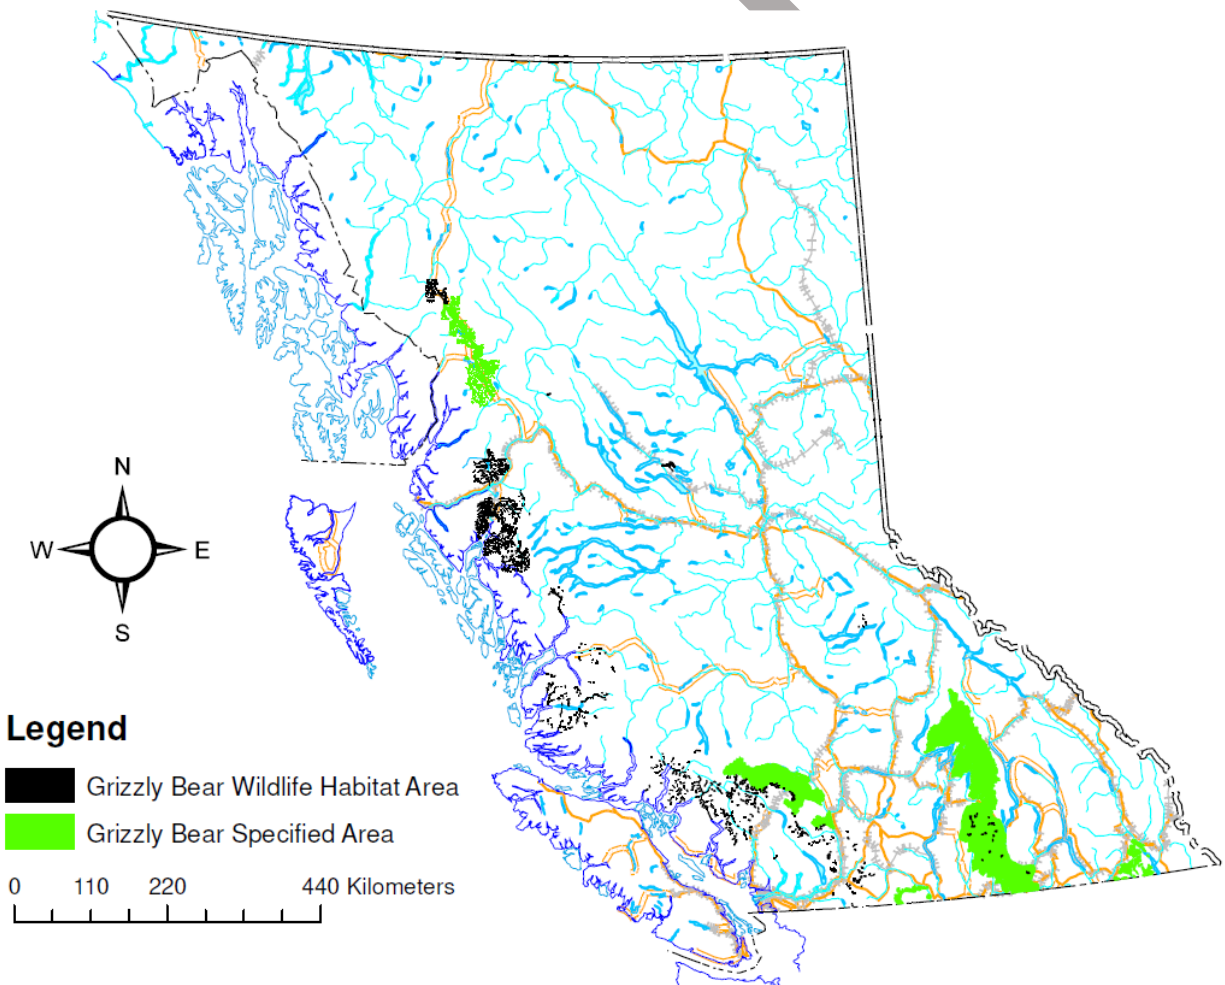 N
W E
S
Legend
Grizzly Bear Wildlife Habitat Area
Grizzly Bear Specified Area
0 110 220 440 Kilometers